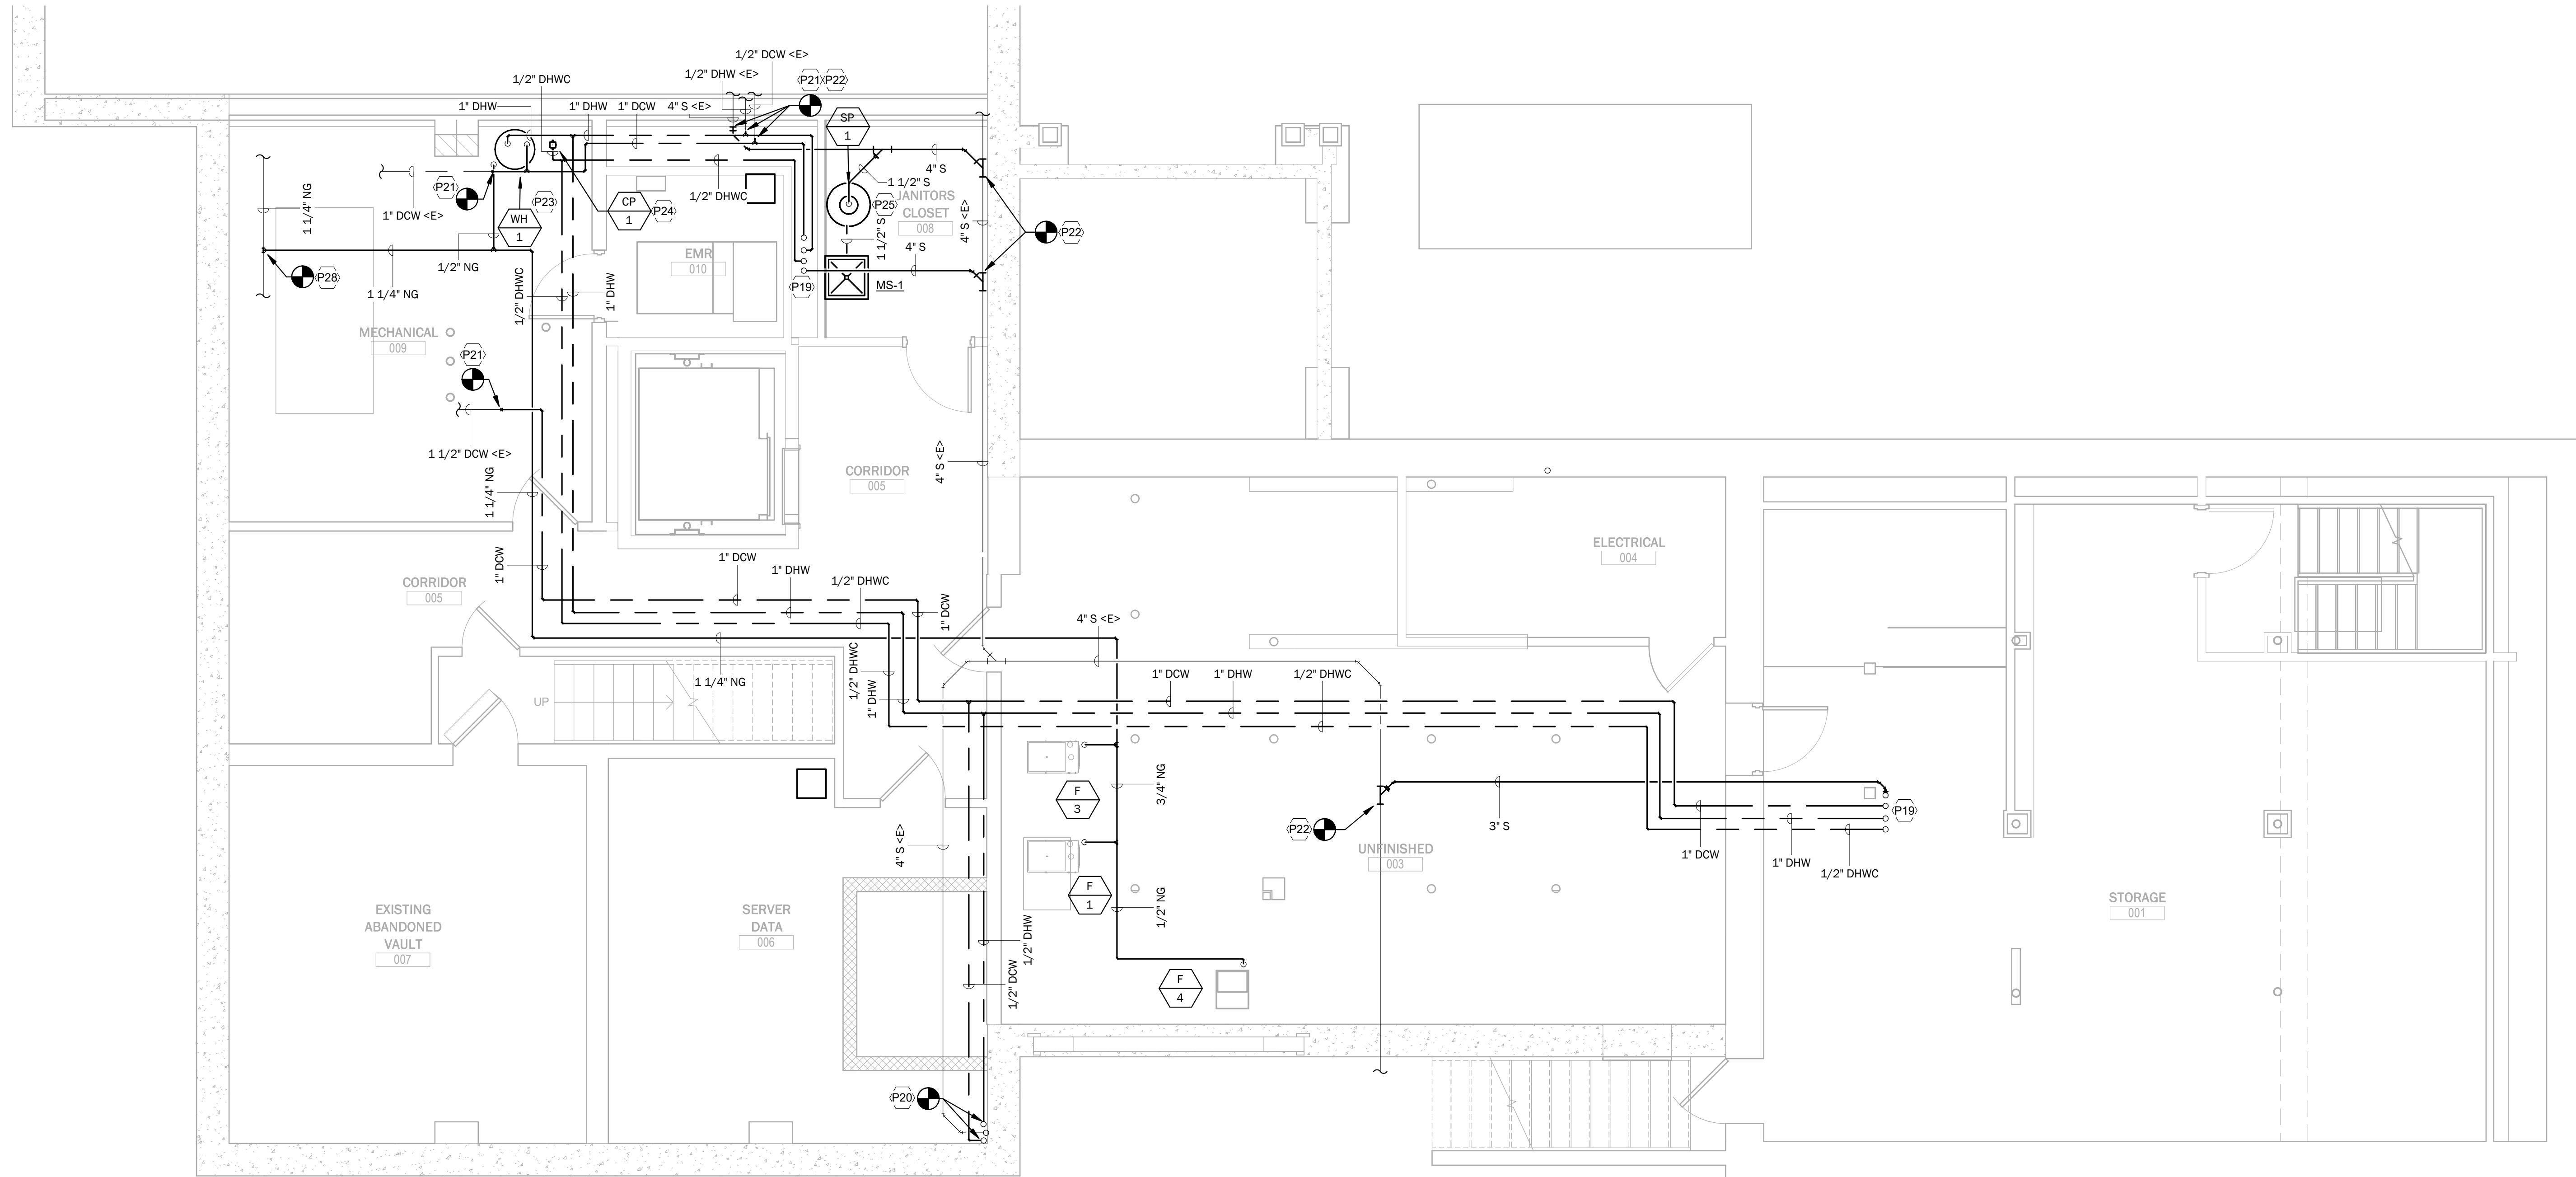 1/2" DCW <E>
1/2" DHW <E>
1/2" DHWC
P21
P22
1" DHW
1" DHW
1" DCW
4" S <E>
SP
1
4" S
1 1/2" S
P21
1" DCW <E>
P23
WH
1
CP
1
P24
1/2" DHWC
P25
JANITORS
CLOSET
008
1 1/4" NG
4" S <E>
P22
1 1/2" S
4" S
EMR
010
P28
1 1/4" NG
1/2" NG
1/2" DHWC
1" DHW
P19
MS-1
MECHANICAL
009
P21
1 1/2" DCW <E>
1 1/4" NG
4" S <E>
CORRIDOR
005
ELECTRICAL
004
1" DCW
1" DCW
1" DHW
1/2" DHWC
CORRIDOR
005
1" DCW
4" S <E>
1/2" DHWC
1" DHW
1 1/4" NG
UP
1" DCW
1" DHW
1/2" DHWC
F
3
3/4" NG
P22
3" S
P19
4" S <E>
UNFINISHED
003
1" DCW
1" DHW
1/2" DHWC
F
1
1/2" NG
STORAGE
001
EXISTING
ABANDONED
VAULT
007
SERVER
DATA
006
1/2" DHW
1/2" DCW
F
4
P20